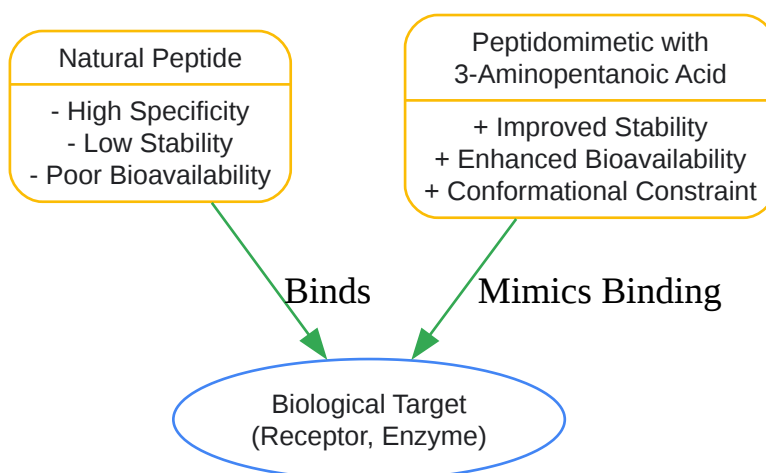 Natural Peptide
- High Specificity
- Low Stability
- Poor Bioavailability
Peptidomimetic with
3-Aminopentanoic Acid
+ Improved Stability
+ Enhanced Bioavailability
+ Conformational Constraint
Binds
Mimics Binding
Biological Target
(Receptor, Enzyme)